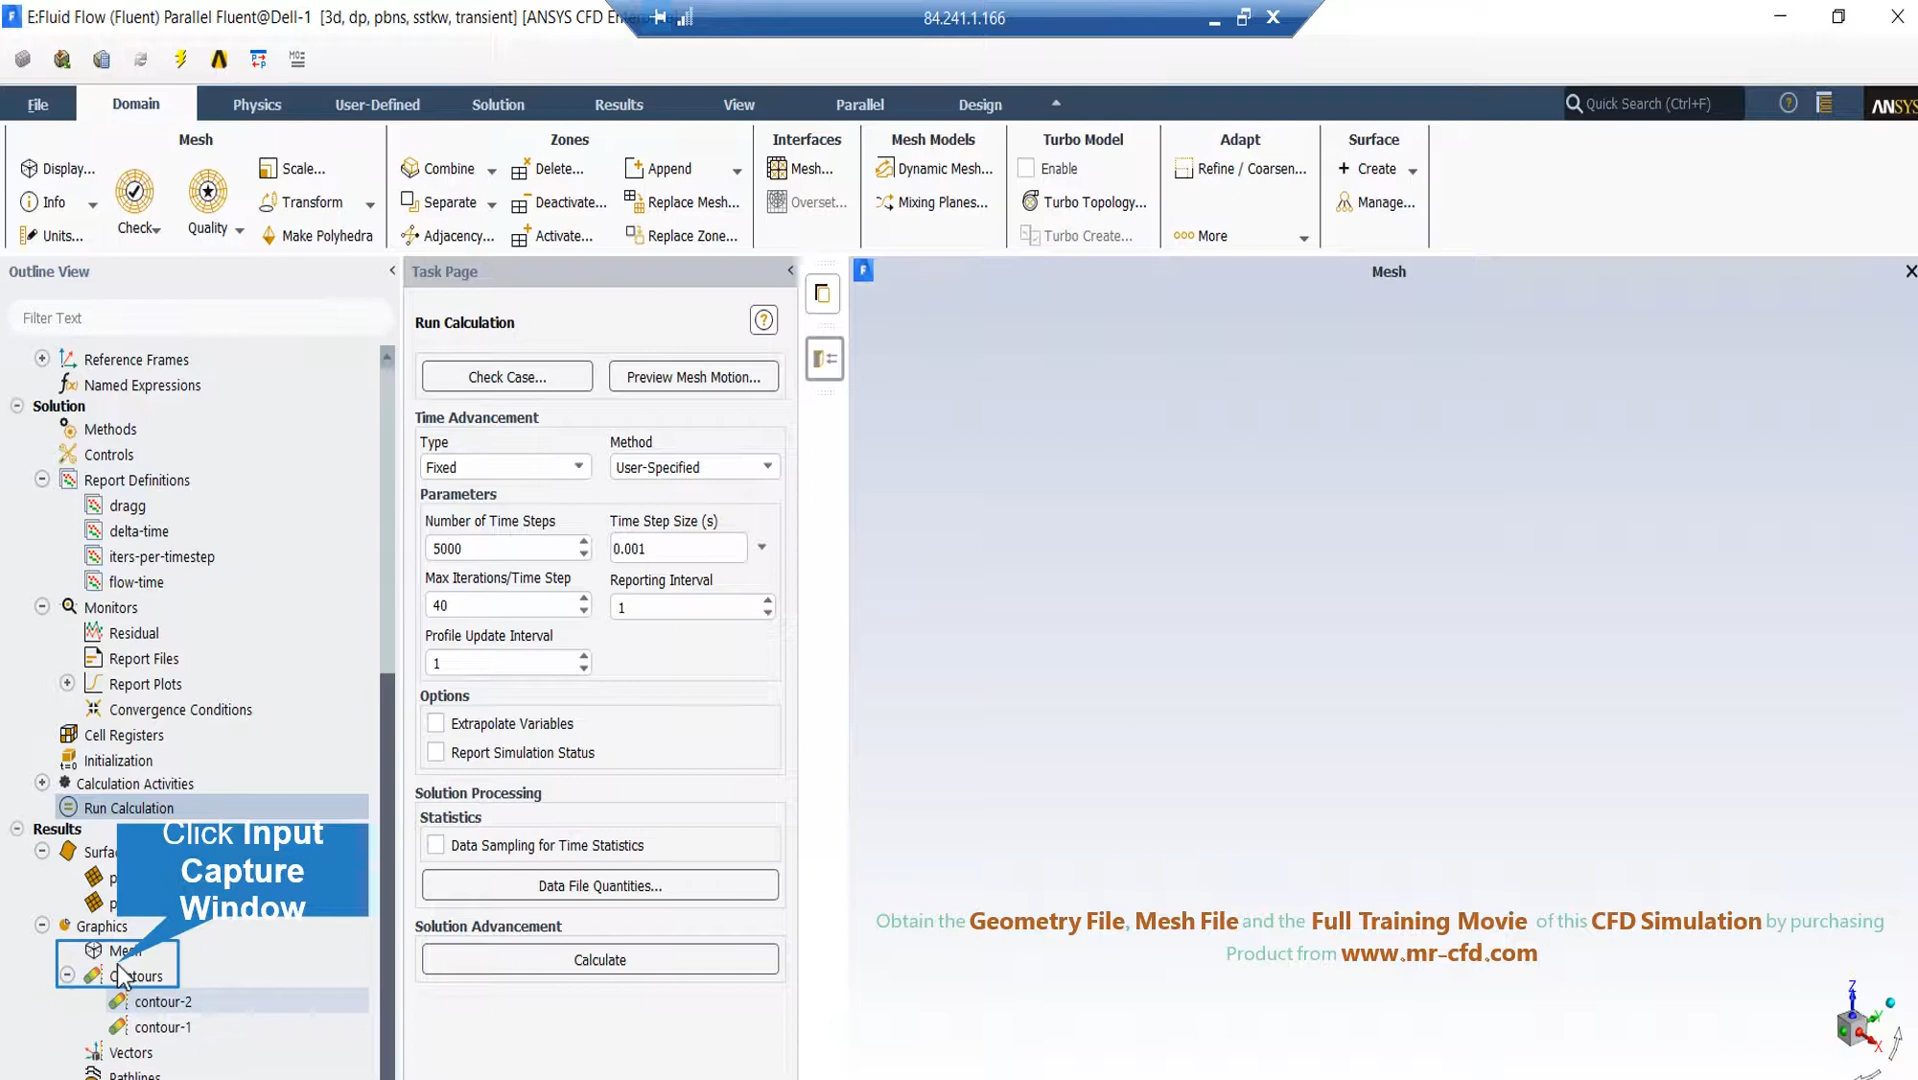 E:Fluid Flow (Fluent) Parallel Fluent@Dell-1 [3d, dp, pbns, sstkw, transient] [ANSYS CFD
84.241.1.166
File Domain Physics User-Defined Solution Results View Parallel Design Quick Search (Ctrl+F) ANSYS
Mesh Zones Interfaces Mesh Models Turbo Model Adapt Surface
Display... Scale... Combine Delete... Append Mesh... Dynamic Mesh... Enable Refine / Coarsen... Create
Info Transform Separate Deactivate... Replace Mesh... Overset... Mixing Planes... Turbo Topology... Manage...
Check Quality
Units... Make Polyhedra Adjacency... Activate... Replace Zone... Turbo Create... More
Outline View
Filter Text
Reference Frames
Named Expressions
Solution
Methods
Controls
Report Definitions
dragg
delta-time
iters-per-timestep
flow-time
Monitors
Residual
Report Files
Report Plots
Convergence Conditions
Cell Registers
Initialization
Calculation Activities
Run Calculation
Results
Surfa
p
p
Click Input
Capture
Window
Graphics
Mesh
Contours
contour-2
contour-1
Vectors
Pathlines
Task Page
Run Calculation
Check Case... Preview Mesh Motion...
Time Advancement
Type Method
Fixed User-Specified
Parameters
Number of Time Steps Time Step Size (s)
5000 0.001
Max Iterations/Time Step Reporting Interval
40 1
Profile Update Interval
1
Options
Extrapolate Variables
Report Simulation Status
Solution Processing
Statistics
Data Sampling for Time Statistics
Data File Quantities...
Solution Advancement
Calculate
Mesh
Obtain the Geometry File, Mesh File and the Full Training Movie of this CFD Simulation by purchasing
Product from www.mr-cfd.com
Z
Y
X